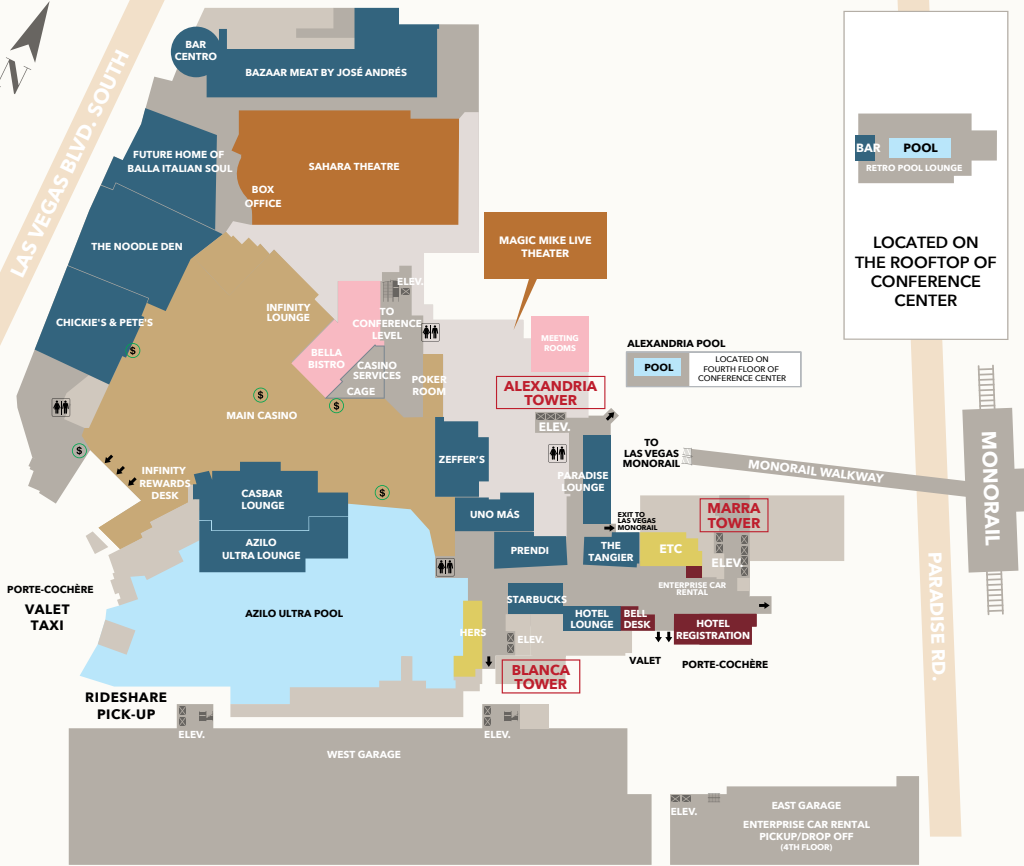 N
LAS VEGAS BLVD. SOUTH
BAR
CENTRO
BAZAAR MEAT BY JOSÉ ANDRÉS
FUTURE HOME OF
BALLA ITALIAN SOUL
SAHARA THEATRE
BOX
OFFICE
THE NOODLE DEN
CHICKIE'S & PETE'S
$
MAGIC MIKE LIVE
THEATER
BAR
POOL
RETRO POOL LOUNGE
LOCATED ON
THE ROOFTOP OF
CONFERENCE
CENTER
INFINITY
LOUNGE
ELEV.
TO
CONFERENCE
LEVEL
BELLA
BISTRO
CASINO
SERVICES
CAGE
$
POKER
ROOM
MEETING
ROOMS
ALEXANDRIA POOL
POOL
LOCATED ON
FOURTH FLOOR OF
CONFERENCE CENTER
ALEXANDRIA
TOWER
ELEV.
$
MAIN CASINO
$
INFINITY
REWARDS
DESK
CASBAR
LOUNGE
$
ZEFFER'S
PARADISE
LOUNGE
TO
LAS VEGAS
MONORAIL
MONORAIL WALKWAY
MONORAIL
PARADISE RD.
AZILO
ULTRA LOUNGE
UNO MÁS
EXIT TO
LAS VEGAS
MONORAIL
MARRA
TOWER
PRENDI
THE
TANGIER
ETC
ELEV.
ENTERPRISE CAR
RENTAL
PORTE-COCHÈRE
VALET
TAXI
AZILO ULTRA POOL
HERS
STARBUCKS
HOTEL
LOUNGE
BELL
DESK
HOTEL
REGISTRATION
ELEV.
VALET
PORTE-COCHÈRE
BLANCA
TOWER
RIDESHARE
PICK-UP
ELEV.
ELEV.
WEST GARAGE
ELEV.
EAST GARAGE
ENTERPRISE CAR RENTAL
PICKUP/DROP OFF
(4TH FLOOR)